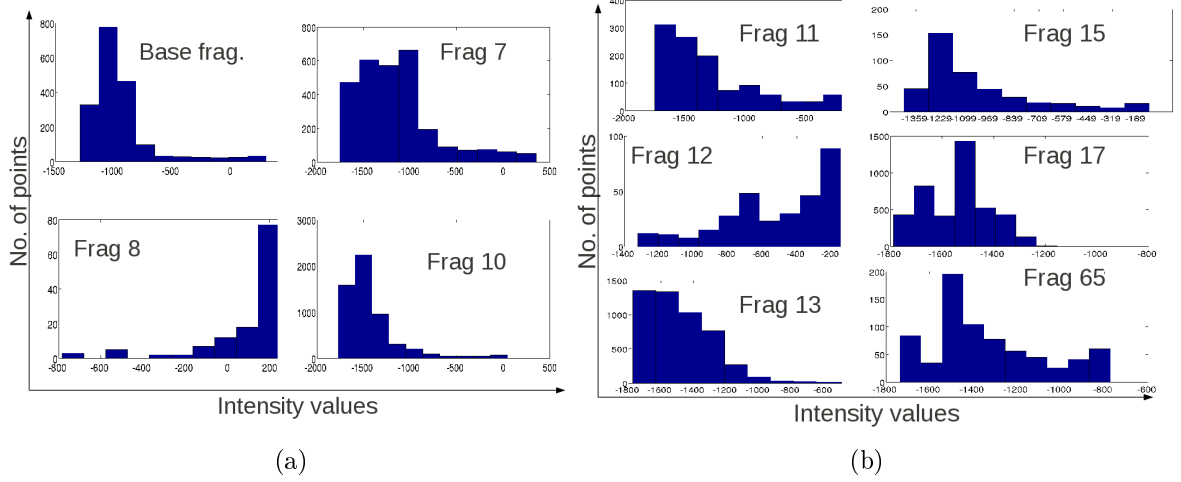 800
600
400
200
0
-1500 -1000 -500 0
Base frag.
800
600
400
200
0
-2000 -1500 -1000 -500 0 500
Frag 7
80
60
40
20
0
-800 -600 -400 -200 0 200
Frag 8
3000
2000
1000
0
-2000 -1500 -1000 -500 0 500
Frag 10
No. of points
Intensity values
(a)
400
300
200
100
0
-2000 -1500 -1000 -500
Frag 11
200
150
100
50
0
-1359 -1229 -1099 -969 -839 -709 -579 -449 -319 -189
Frag 15
100
50
0
-1400 -1200 -1000 -800 -600 -400 -200
Frag 12
1500
1000
500
0
-1800 -1600 -1400 -1200 -1000 -800
Frag 17
1500
1000
500
0
-1800 -1600 -1400 -1200 -1000 -800 -600
Frag 13
200
150
100
50
0
-1800 -1600 -1400 -1200 -1000 -800 -600
Frag 65
No. of points
Intensity values
(b)